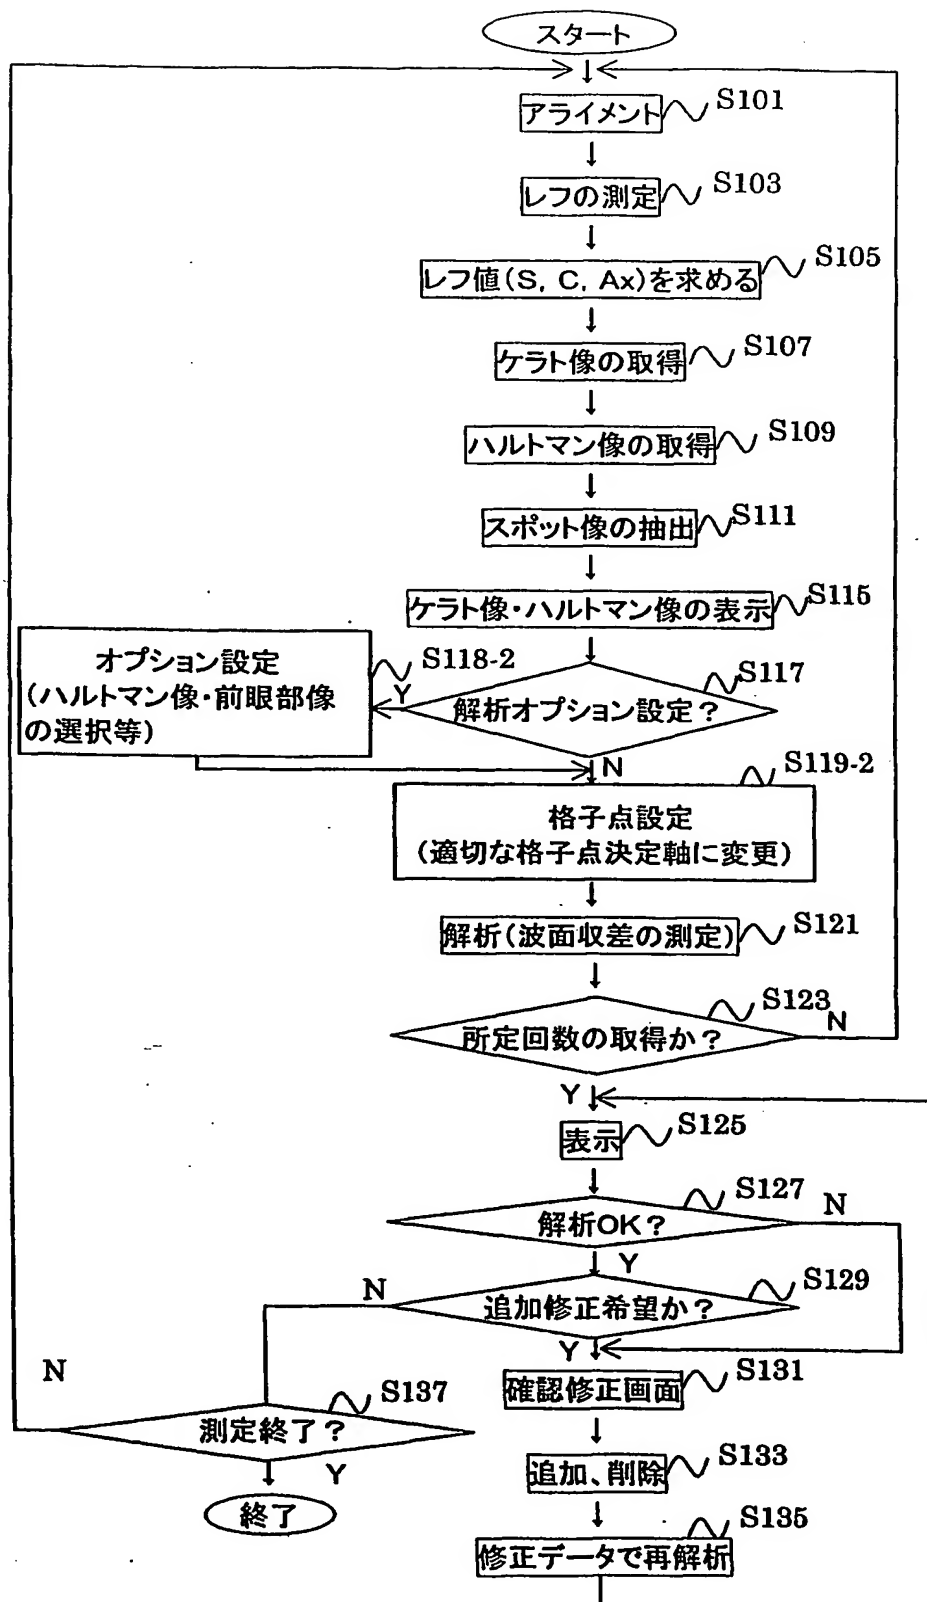 スタート
アライメント
S101
レフの測定
S103
レフ値(S, C, Ax)を求める
S105
ケラト像の取得
S107
ハルトマン像の取得
S109
スポット像の抽出
S111
ケラト像・ハルトマン像の表示
S115
解析オプション設定?
S117
Y
オプション設定
(ハルトマン像・前眼部像
の選択等)
S118-2
N
格子点設定
(適切な格子点決定軸に変更)
S119-2
解析(波面収差の測定)
S121
所定回数の取得か?
S123
N
Y
表示
S125
解析OK?
S127
N
Y
追加修正希望か?
S129
N
Y
確認修正画面
S131
測定終了?
S137
N
Y
終了
追加、削除
S133
修正データで再解析
S135